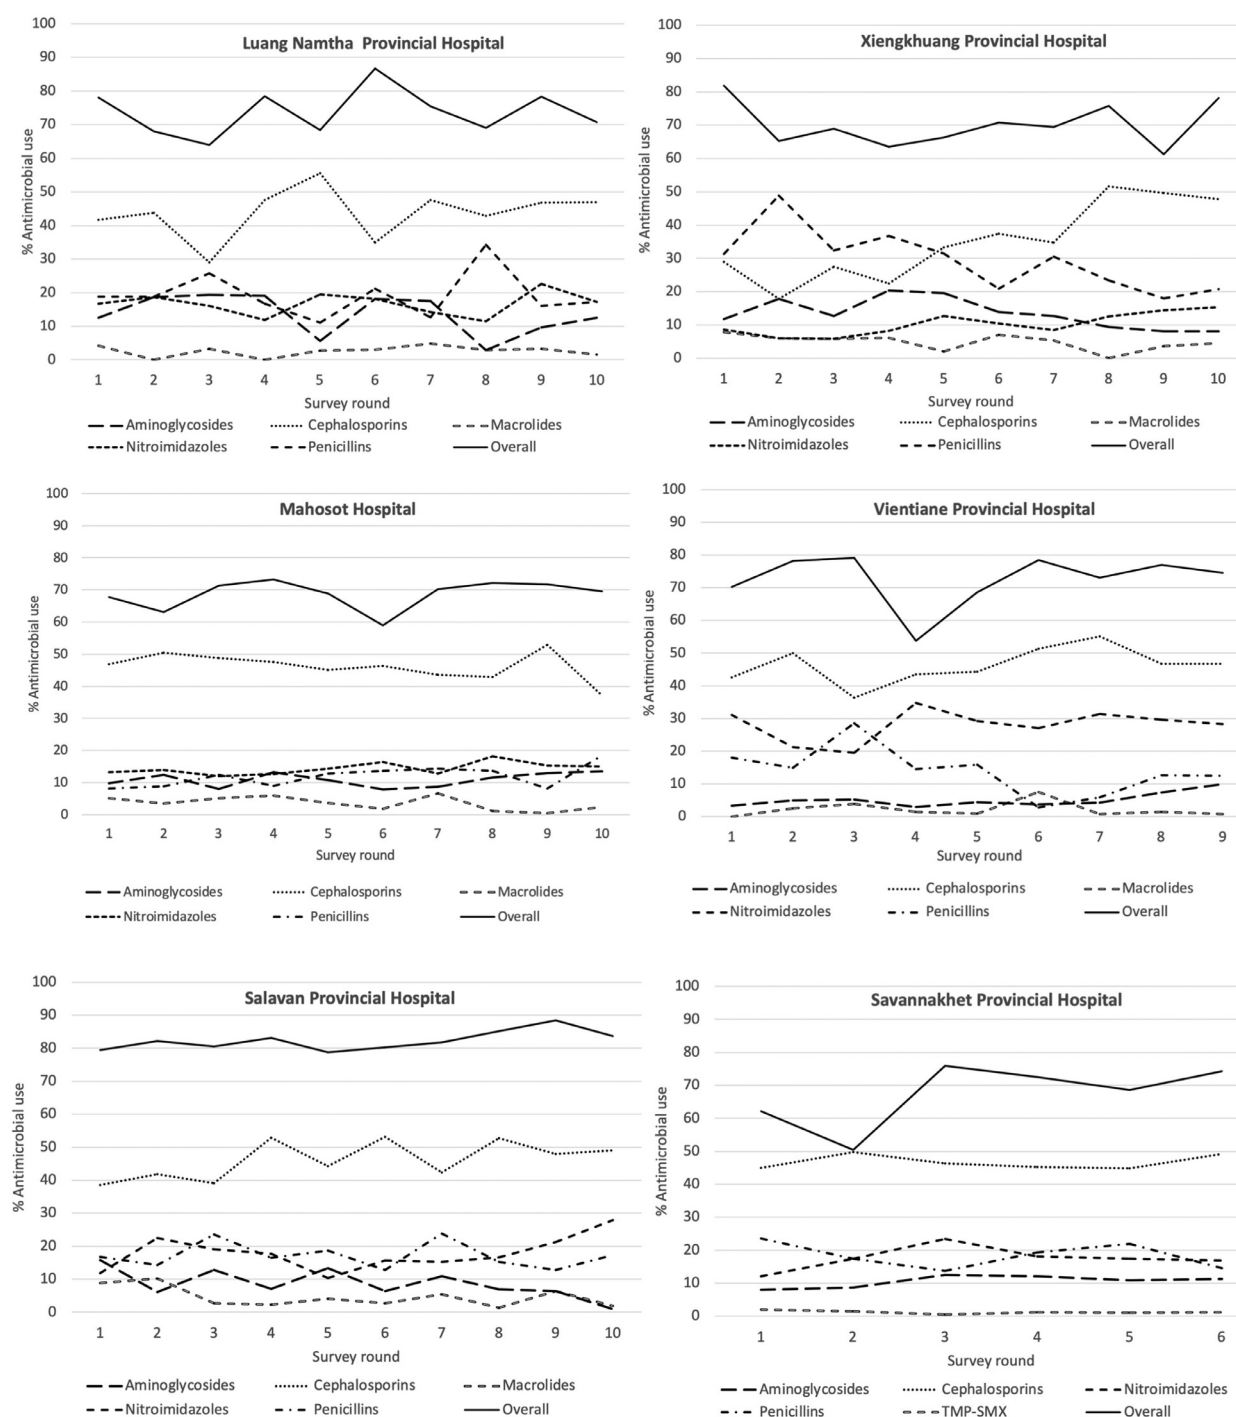 Luang Namtha Provincial Hospital
% Antimicrobial use
100
90
80
70
60
50
40
30
20
10
0
1 2 3 4 5 6 7 8 9 10
Survey round
Aminoglycosides Cephalosporins Macrolides
Nitroimidazoles Penicillins Overall
Xiengkhuang Provincial Hospital
% Antimicrobial use
100
90
80
70
60
50
40
30
20
10
0
1 2 3 4 5 6 7 8 9 10
Survey round
Aminoglycosides Cephalosporins Macrolides
Nitroimidazoles Penicillins Overall
Mahosot Hospital
% Antimicrobial use
100
90
80
70
60
50
40
30
20
10
0
1 2 3 4 5 6 7 8 9 10
Survey round
Aminoglycosides Cephalosporins Macrolides
Nitroimidazoles Penicillins Overall
Vientiane Provincial Hospital
% Antimicrobial use
100
90
80
70
60
50
40
30
20
10
0
1 2 3 4 5 6 7 8 9
Survey round
Aminoglycosides Cephalosporins Macrolides
Nitroimidazoles Penicillins Overall
Salavan Provincial Hospital
% Antimicrobial use
100
90
80
70
60
50
40
30
20
10
0
1 2 3 4 5 6 7 8 9 10
Survey round
Aminoglycosides Cephalosporins Macrolides
Nitroimidazoles Penicillins Overall
Savannakhet Provincial Hospital
% Antimicrobial use
100
90
80
70
60
50
40
30
20
10
0
1 2 3 4 5 6
Survey round
Aminoglycosides Cephalosporins Nitroimidazoles
Penicillins TMP-SMX Overall